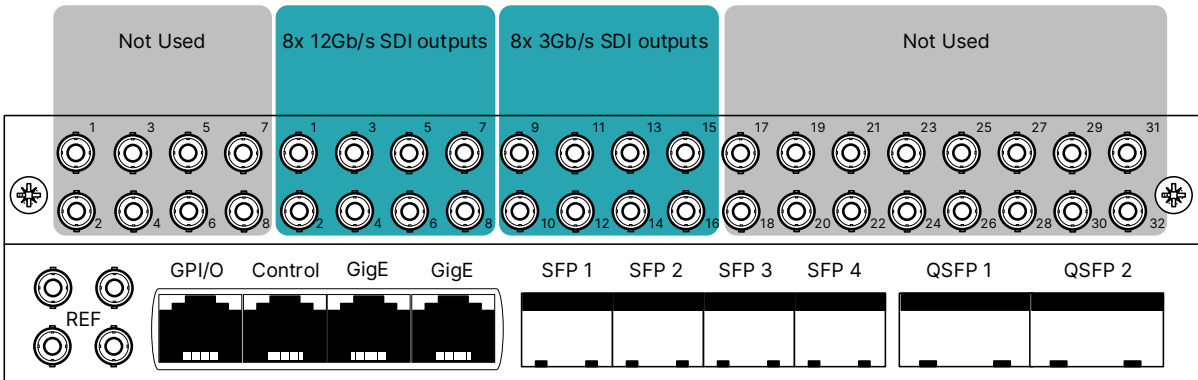 Not Used 8x 12Gb/s SDI outputs 8x 3Gb/s SDI outputs Not Used
1 3 5 7 1 3 5 7 9 11 13 15 17 19 21 23 25 27 29 31
2 4 6 8 2 4 6 8 10 12 14 16 18 20 22 24 26 28 30 32
GPI/O Control GigE GigE SFP 1 SFP 2 SFP 3 SFP 4 QSFP 1 QSFP 2
REF